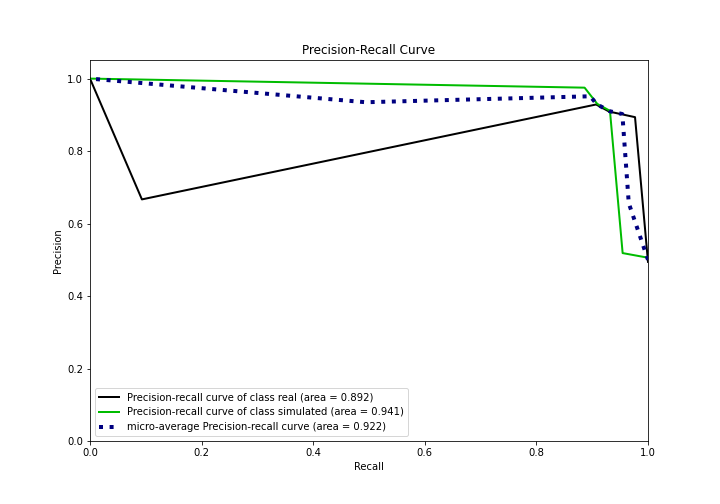 Precision-Recall Curve
1.0
0.8
0.6
0.4
0.2
0.0
Precision
Precision-recall curve of class real (area = 0.892)
Precision-recall curve of class simulated (area = 0.941)
micro-average Precision-recall curve (area = 0.922)
0.0 0.2 0.4 0.6 0.8 1.0
Recall